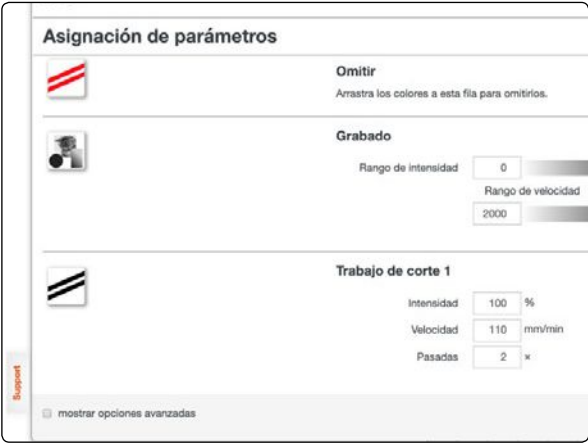 Asignación de parámetros
Omitir
Arrastra los colores a esta fila para omitirlos.
Grabado
Rango de intensidad 0
Rango de velocidad
2000
Trabajo de corte 1
Intensidad 100 %
Velocidad 110 mm/min
Pasadas 2 ×
Support
mostrar opciones avanzadas